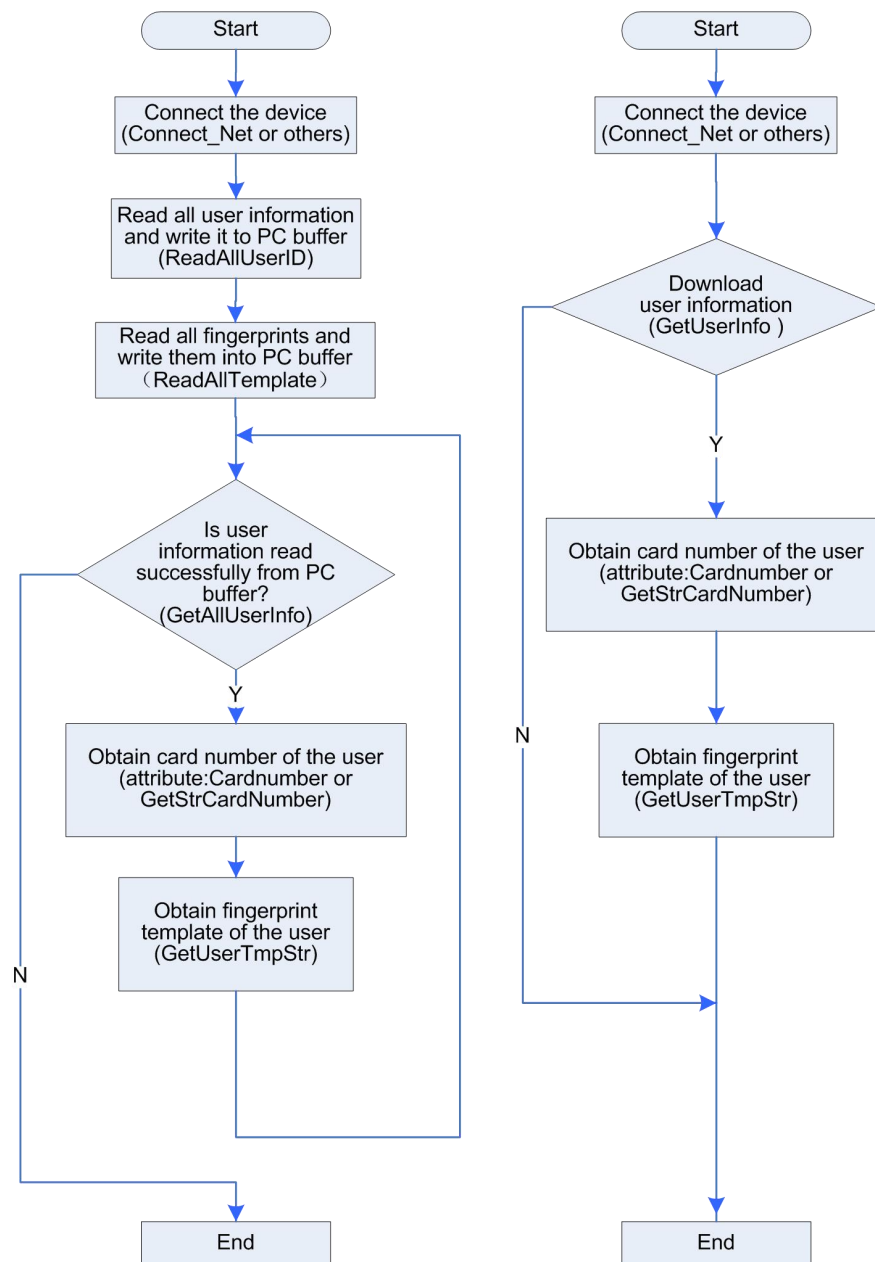 Start
Connect the device
(Connect_Net or others)
Read all user information
and write it to PC buffer
(ReadAllUserID)
Read all fingerprints and
write them into PC buffer
（ReadAllTemplate）
Is user
information read
successfully from PC
buffer?
(GetAllUserInfo)
Y
Obtain card number of the user
(attribute:Cardnumber or
GetStrCardNumber)
Obtain fingerprint
template of the user
(GetUserTmpStr)
N
End
Start
Connect the device
(Connect_Net or others)
Download
user information
(GetUserInfo )
Y
Obtain card number of the user
(attribute:Cardnumber or
GetStrCardNumber)
N
Obtain fingerprint
template of the user
(GetUserTmpStr)
End